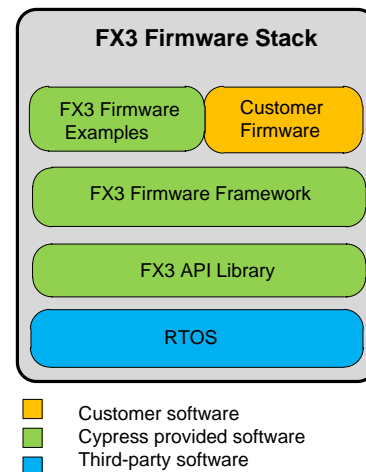 FX3 Firmware Stack
FX3 Firmware
Examples
Customer
Firmware
FX3 Firmware Framework
FX3 API Library
RTOS
Customer software
Cypress provided software
Third-party software